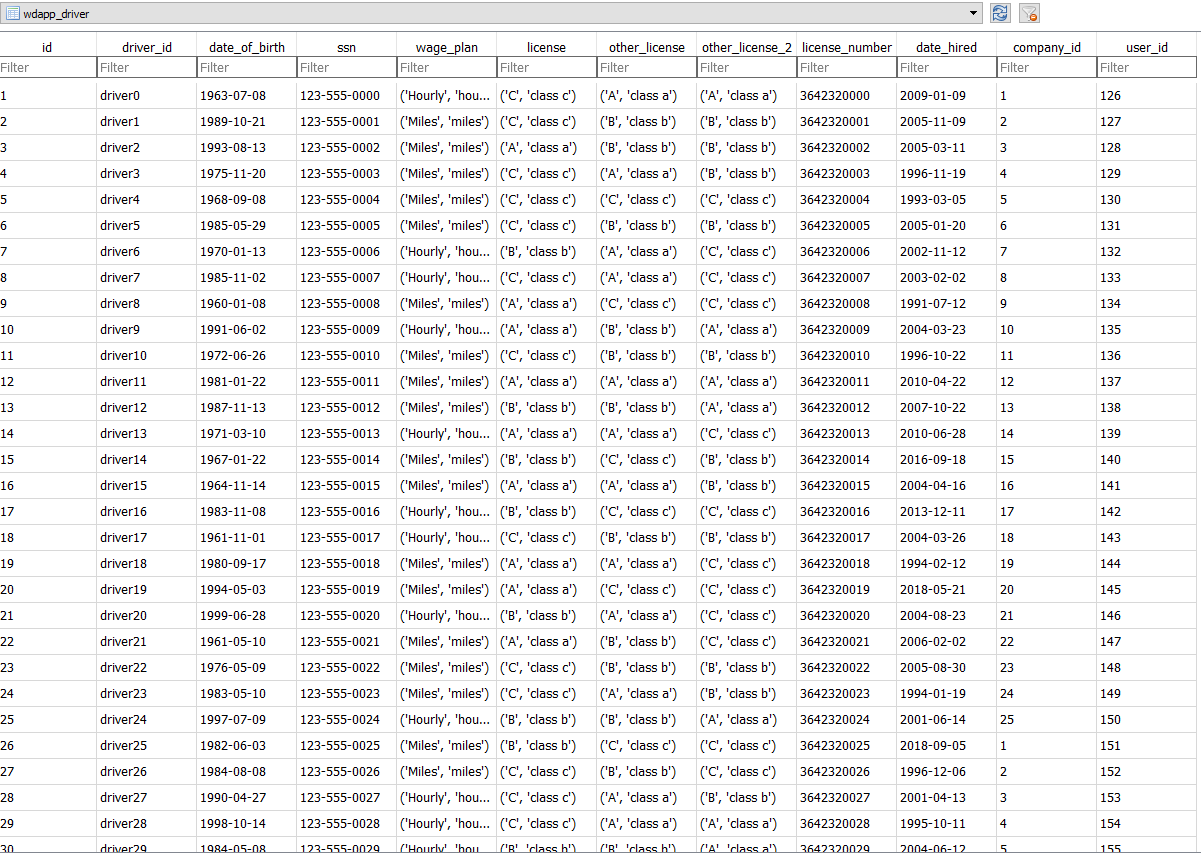 wdapp_driver
id driver_id date_of_birth ssn wage_plan license other_license other_license_2 license_number date_hired company_id user_id
Filter Filter Filter Filter Filter Filter Filter Filter Filter Filter Filter Filter
1 driver0 1963-07-08 123-555-0000 ('Hourly', 'hou... ('C', 'class c') ('A', 'class a') ('A', 'class a') 3642320000 2009-01-09 1 126
2 driver1 1989-10-21 123-555-0001 ('Miles', 'miles') ('C', 'class c') ('B', 'class b') ('B', 'class b') 3642320001 2005-11-09 2 127
3 driver2 1993-08-13 123-555-0002 ('Miles', 'miles') ('A', 'class a') ('B', 'class b') ('B', 'class b') 3642320002 2005-03-11 3 128
4 driver3 1975-11-20 123-555-0003 ('Miles', 'miles') ('C', 'class c') ('A', 'class a') ('B', 'class b') 3642320003 1996-11-19 4 129
5 driver4 1968-09-08 123-555-0004 ('Miles', 'miles') ('C', 'class c') ('C', 'class c') ('C', 'class c') 3642320004 1993-03-05 5 130
6 driver5 1985-05-29 123-555-0005 ('Miles', 'miles') ('C', 'class c') ('B', 'class b') ('B', 'class b') 3642320005 2005-01-20 6 131
7 driver6 1970-01-13 123-555-0006 ('Hourly', 'hou... ('B', 'class b') ('A', 'class a') ('C', 'class c') 3642320006 2002-11-12 7 132
8 driver7 1985-11-02 123-555-0007 ('Hourly', 'hou... ('C', 'class c') ('A', 'class a') ('C', 'class c') 3642320007 2003-02-02 8 133
9 driver8 1960-01-08 123-555-0008 ('Miles', 'miles') ('A', 'class a') ('C', 'class c') ('C', 'class c') 3642320008 1991-07-12 9 134
10 driver9 1991-06-02 123-555-0009 ('Hourly', 'hou... ('A', 'class a') ('B', 'class b') ('A', 'class a') 3642320009 2004-03-23 10 135
11 driver10 1972-06-26 123-555-0010 ('Miles', 'miles') ('C', 'class c') ('B', 'class b') ('B', 'class b') 3642320010 1996-10-22 11 136
12 driver11 1981-01-22 123-555-0011 ('Miles', 'miles') ('A', 'class a') ('A', 'class a') ('A', 'class a') 3642320011 2010-04-22 12 137
13 driver12 1987-11-13 123-555-0012 ('Miles', 'miles') ('B', 'class b') ('B', 'class b') ('A', 'class a') 3642320012 2007-10-22 13 138
14 driver13 1971-03-10 123-555-0013 ('Hourly', 'hou... ('A', 'class a') ('A', 'class a') ('C', 'class c') 3642320013 2010-06-28 14 139
15 driver14 1967-01-22 123-555-0014 ('Miles', 'miles') ('B', 'class b') ('C', 'class c') ('B', 'class b') 3642320014 2016-09-18 15 140
16 driver15 1964-11-14 123-555-0015 ('Miles', 'miles') ('A', 'class a') ('A', 'class a') ('B', 'class b') 3642320015 2004-04-16 16 141
17 driver16 1983-11-08 123-555-0016 ('Hourly', 'hou... ('B', 'class b') ('C', 'class c') ('C', 'class c') 3642320016 2013-12-11 17 142
18 driver17 1961-11-01 123-555-0017 ('Hourly', 'hou... ('C', 'class c') ('B', 'class b') ('B', 'class b') 3642320017 2004-03-26 18 143
19 driver18 1980-09-17 123-555-0018 ('Miles', 'miles') ('A', 'class a') ('A', 'class a') ('C', 'class c') 3642320018 1994-02-12 19 144
20 driver19 1994-05-03 123-555-0019 ('Miles', 'miles') ('A', 'class a') ('C', 'class c') ('C', 'class c') 3642320019 2018-05-21 20 145
21 driver20 1999-06-28 123-555-0020 ('Hourly', 'hou... ('B', 'class b') ('A', 'class a') ('C', 'class c') 3642320020 2004-08-23 21 146
22 driver21 1961-05-10 123-555-0021 ('Miles', 'miles') ('A', 'class a') ('B', 'class b') ('C', 'class c') 3642320021 2006-02-02 22 147
23 driver22 1976-05-09 123-555-0022 ('Miles', 'miles') ('C', 'class c') ('B', 'class b') ('B', 'class b') 3642320022 2005-08-30 23 148
24 driver23 1983-05-10 123-555-0023 ('Miles', 'miles') ('C', 'class c') ('A', 'class a') ('B', 'class b') 3642320023 1994-01-19 24 149
25 driver24 1997-07-09 123-555-0024 ('Hourly', 'hou... ('B', 'class b') ('B', 'class b') ('A', 'class a') 3642320024 2001-06-14 25 150
26 driver25 1982-06-03 123-555-0025 ('Miles', 'miles') ('B', 'class b') ('C', 'class c') ('C', 'class c') 3642320025 2018-09-05 1 151
27 driver26 1984-08-08 123-555-0026 ('Miles', 'miles') ('C', 'class c') ('B', 'class b') ('C', 'class c') 3642320026 1996-12-06 2 152
28 driver27 1990-04-27 123-555-0027 ('Hourly', 'hou... ('C', 'class c') ('A', 'class a') ('B', 'class b') 3642320027 2001-04-13 3 153
29 driver28 1998-10-14 123-555-0028 ('Hourly', 'hou... ('C', 'class c') ('A', 'class a') ('A', 'class a') 3642320028 1995-10-11 4 154
30 driver29 1984-05-08 123-555-0029 ('Hourly', 'hou... ('B', 'class b') ('B', 'class b') ('A', 'class a') 3642320029 2004-06-12 5 155